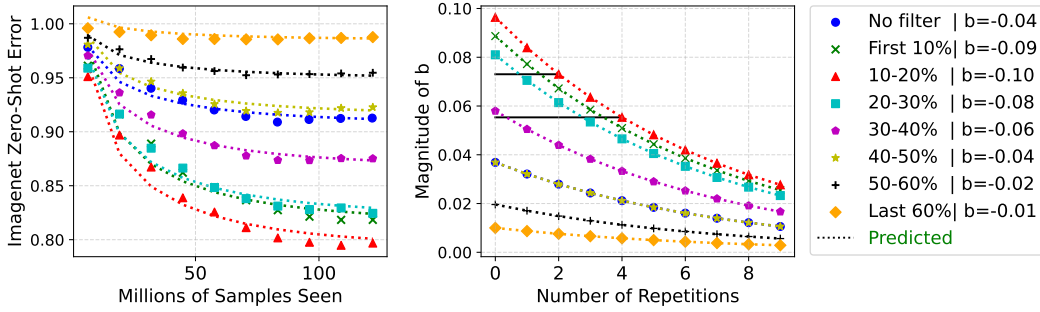 Imagenet Zero-Shot Error
1.00
0.95
0.90
0.85
0.80
50
100
Millions of Samples Seen
Magnitude of b
0.10
0.08
0.06
0.04
0.02
0.00
0
2
4
6
8
Number of Repetitions
No filter | b=-0.04
First 10%| b=-0.09
10-20% | b=-0.10
20-30% | b=-0.08
30-40% | b=-0.06
40-50% | b=-0.04
50-60% | b=-0.02
Last 60%| b=-0.01
Predicted